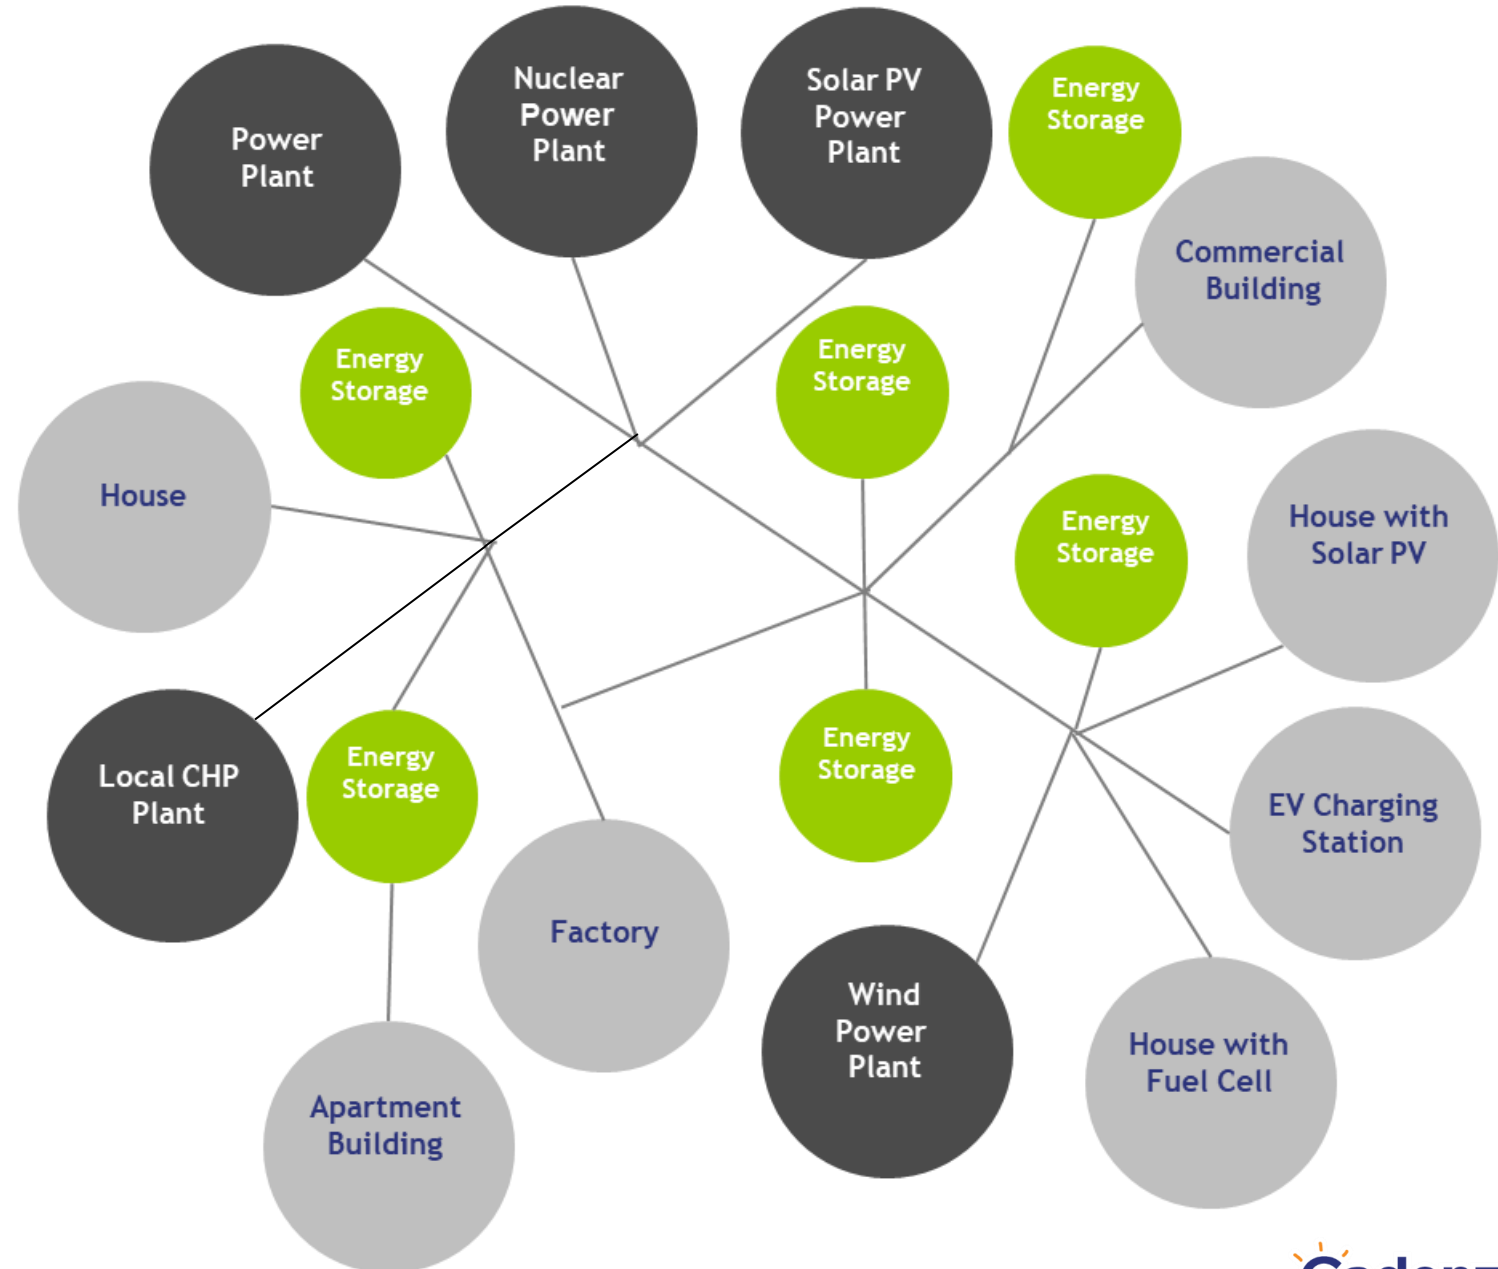 Power
Plant
Nuclear
Power
Plant
Solar PV
Power
Plant
Energy
Storage
Commercial
Building
Energy
Storage
Energy
Storage
House
Energy
Storage
House with
Solar PV
Local CHP
Plant
Energy
Storage
Energy
Storage
EV Charging
Station
Factory
Wind
Power
Plant
House with
Fuel Cell
Apartment
Building